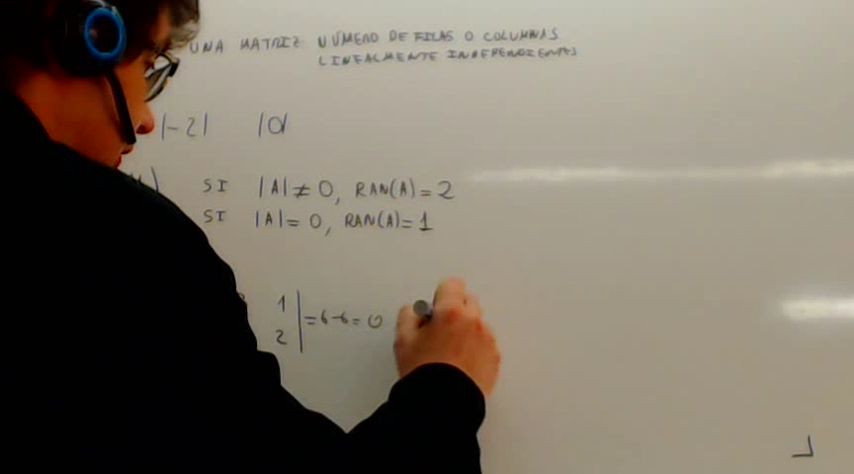 UNA MATRIZ NÚMERO DE FILAS O COLUMNAS
LINEALMENTE INDEPENDIENTES
|-2| |0|
SI |A| ≠ 0, RAN(A) = 2
SI |A| = 0, RAN(A) = 1
1
2
= 6-6 = 0